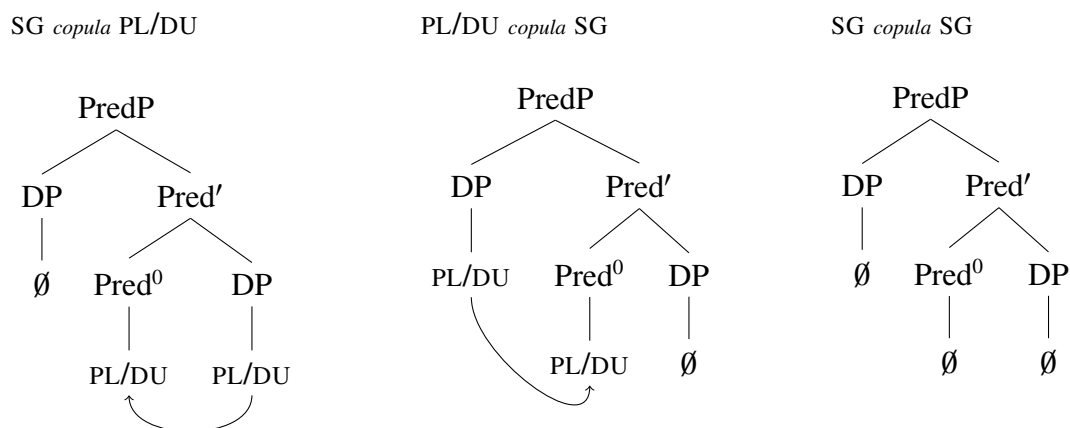 SG copula PL/DU PL/DU copula SG SG copula SG
PredP PredP PredP
DP Pred′ DP Pred′ DP Pred′
∅ Pred⁰ DP PL/DU Pred⁰ DP ∅ Pred⁰ DP
PL/DU PL/DU PL/DU ∅ ∅ ∅